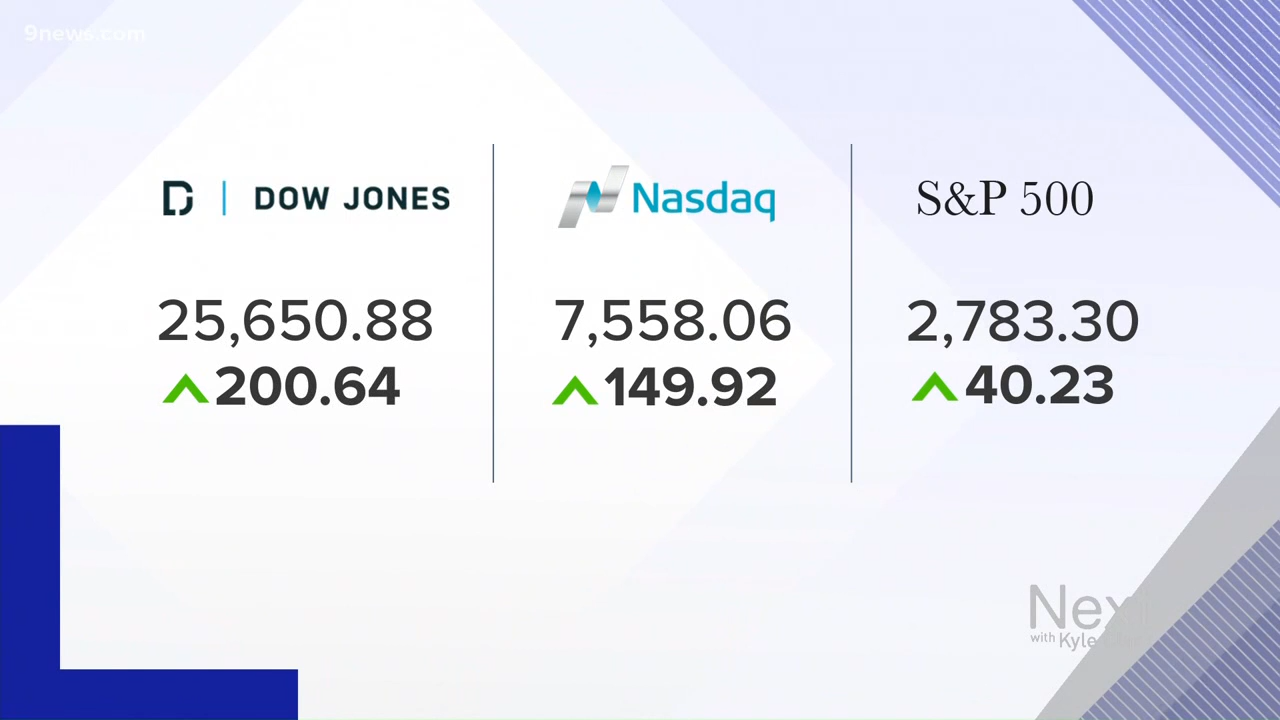 9news.com
DOW JONES
Nasdaq
S&P 500
25,650.88
7,558.06
2,783.30
200.64
149.92
40.23
Next
with Kyle